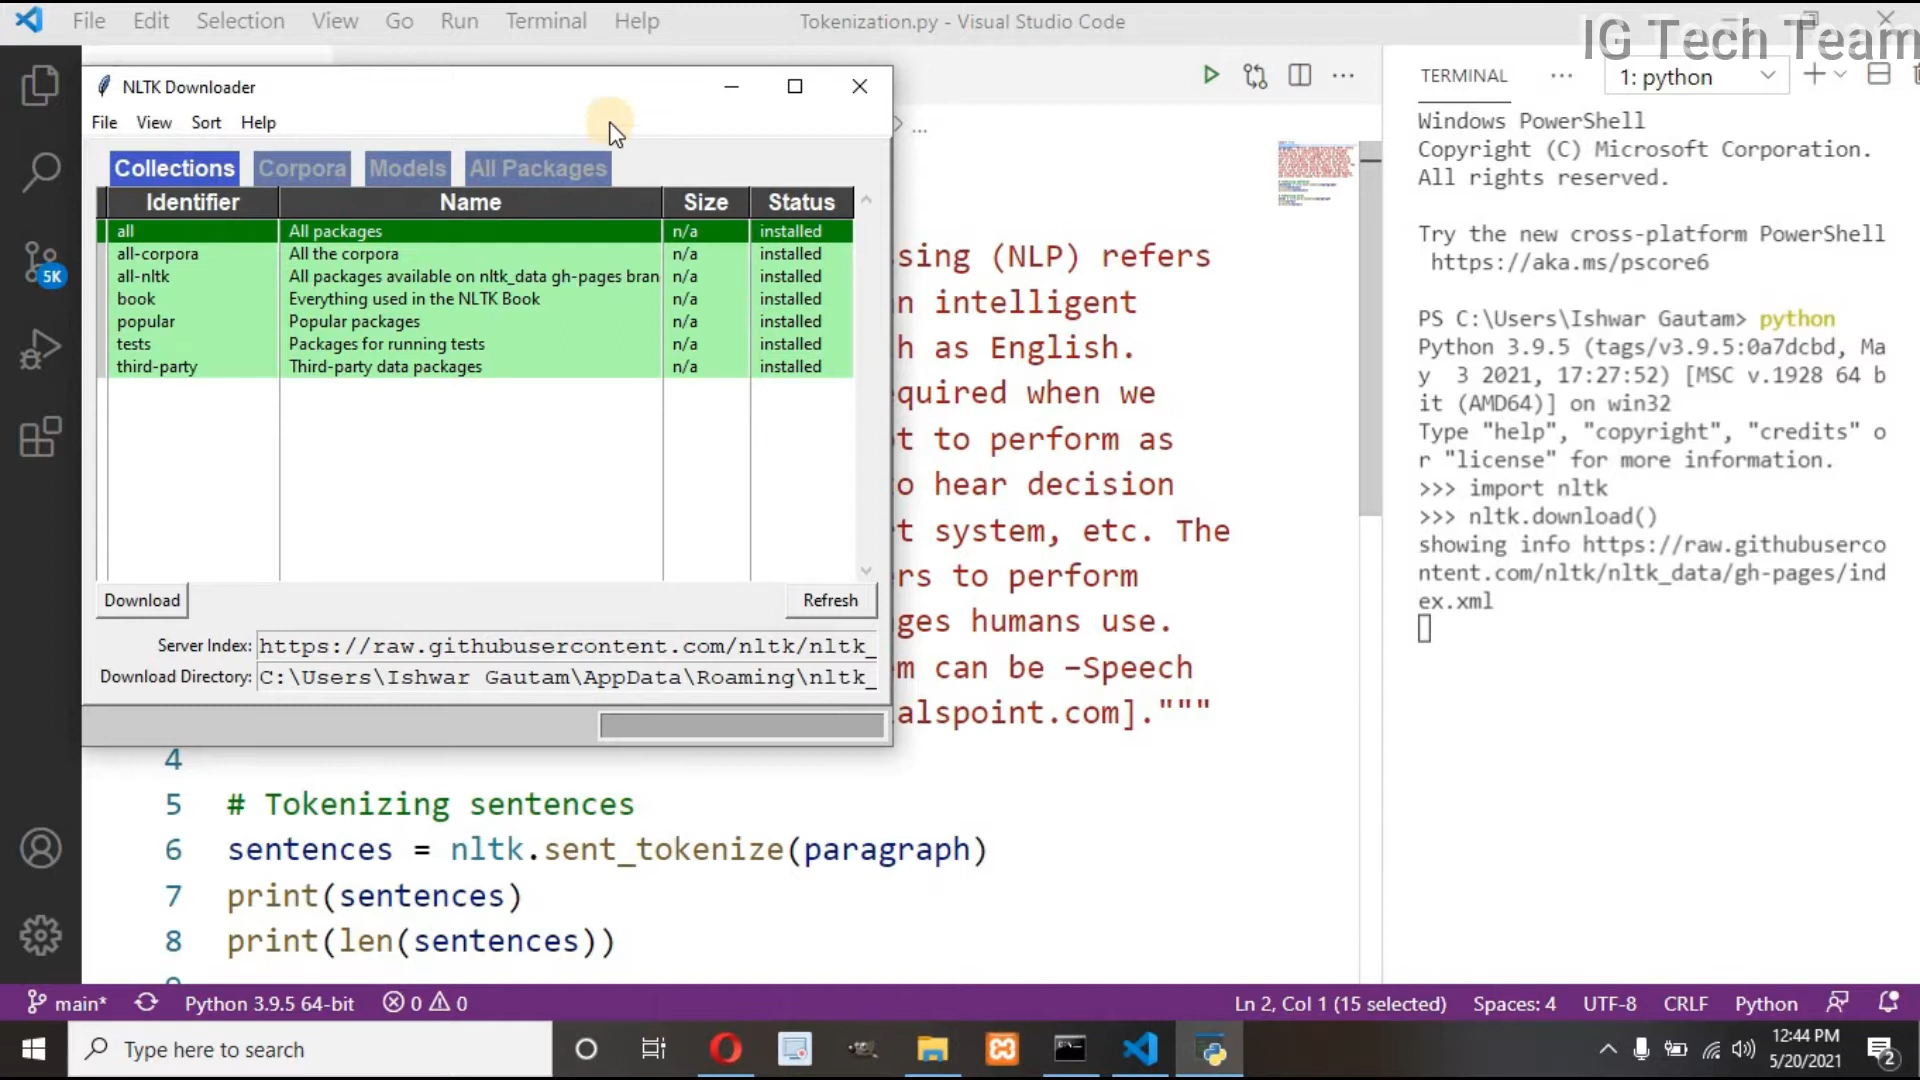 File Edit Selection View Go Run Terminal Help Tokenization.py - Visual Studio Code
IG Tech Team
NLTK Downloader
File View Sort Help
Collections Corpora Models All Packages
Identifier Name Size Status
all All packages n/a installed
all-corpora All the corpora n/a installed
all-nltk All packages available on nltk_data gh-pages bran n/a installed
book Everything used in the NLTK Book n/a installed
popular Popular packages n/a installed
tests Packages for running tests n/a installed
third-party Third-party data packages n/a installed
Download Refresh
Server Index: https://raw.githubusercontent.com/nltk/nltk_
Download Directory: C:\Users\Ishwar Gautam\AppData\Roaming\nltk_
...
sing (NLP) refers
n intelligent
h as English.
quired when we
t to perform as
o hear decision
t system, etc. The
rs to perform
ges humans use.
m can be –Speech
alspoint.com]."""
4
5 # Tokenizing sentences
6 sentences = nltk.sent_tokenize(paragraph)
7 print(sentences)
8 print(len(sentences))
TERMINAL ... 1: python
Windows PowerShell
Copyright (C) Microsoft Corporation.
All rights reserved.
Try the new cross-platform PowerShell
https://aka.ms/pscore6
PS C:\Users\Ishwar Gautam> python
Python 3.9.5 (tags/v3.9.5:0a7dcbd, Ma
y  3 2021, 17:27:52) [MSC v.1928 64 b
it (AMD64)] on win32
Type "help", "copyright", "credits" o
r "license" for more information.
>>> import nltk
>>> nltk.download()
showing info https://raw.githubuserco
ntent.com/nltk/nltk_data/gh-pages/ind
ex.xml
5K
main* Python 3.9.5 64-bit 0 0 Ln 2, Col 1 (15 selected) Spaces: 4 UTF-8 CRLF Python
Type here to search
12:44 PM
5/20/2021
2